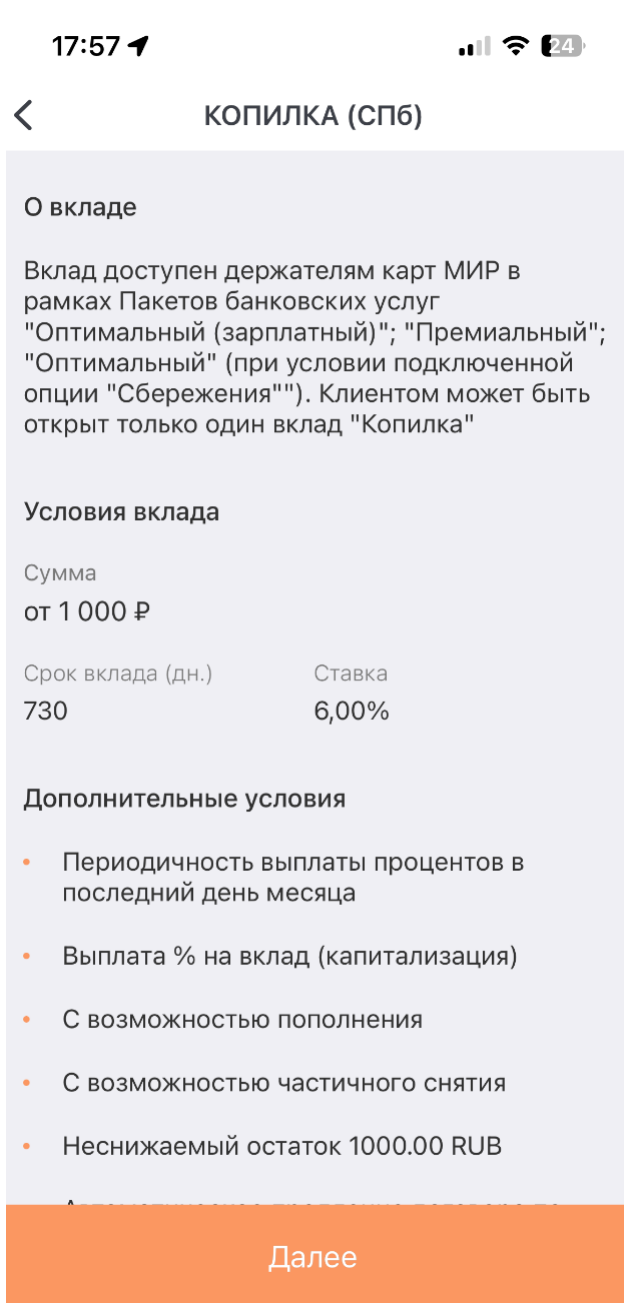 17:57
24
КОПИЛКА (СПб)
О вкладе
Вклад доступен держателям карт МИР в
рамках Пакетов банковских услуг
"Оптимальный (зарплатный)"; "Премиальный";
"Оптимальный" (при условии подключенной
опции "Сбережения""). Клиентом может быть
открыт только один вклад "Копилка"
Условия вклада
Сумма
от 1 000 ₽
Срок вклада (дн.) Ставка
730 6,00%
Дополнительные условия
• Периодичность выплаты процентов в
последний день месяца
• Выплата % на вклад (капитализация)
• С возможностью пополнения
• С возможностью частичного снятия
• Неснижаемый остаток 1000.00 RUB
Далее